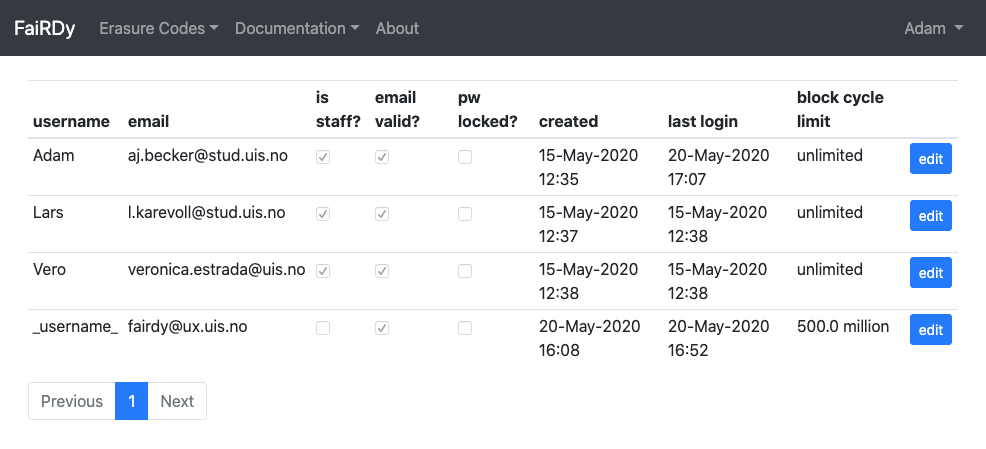 FaiRDy Erasure Codes Documentation About Adam
is email pw block cycle
username email staff? valid? locked? created last login limit
Adam aj.becker@stud.uis.no 15-May-2020 20-May-2020 unlimited edit
12:35 17:07
Lars l.karevoll@stud.uis.no 15-May-2020 15-May-2020 unlimited edit
12:37 12:38
Vero veronica.estrada@uis.no 15-May-2020 15-May-2020 unlimited edit
12:38 12:38
_username_ fairdy@ux.uis.no 20-May-2020 20-May-2020 500.0 million edit
16:08 16:52
Previous 1 Next